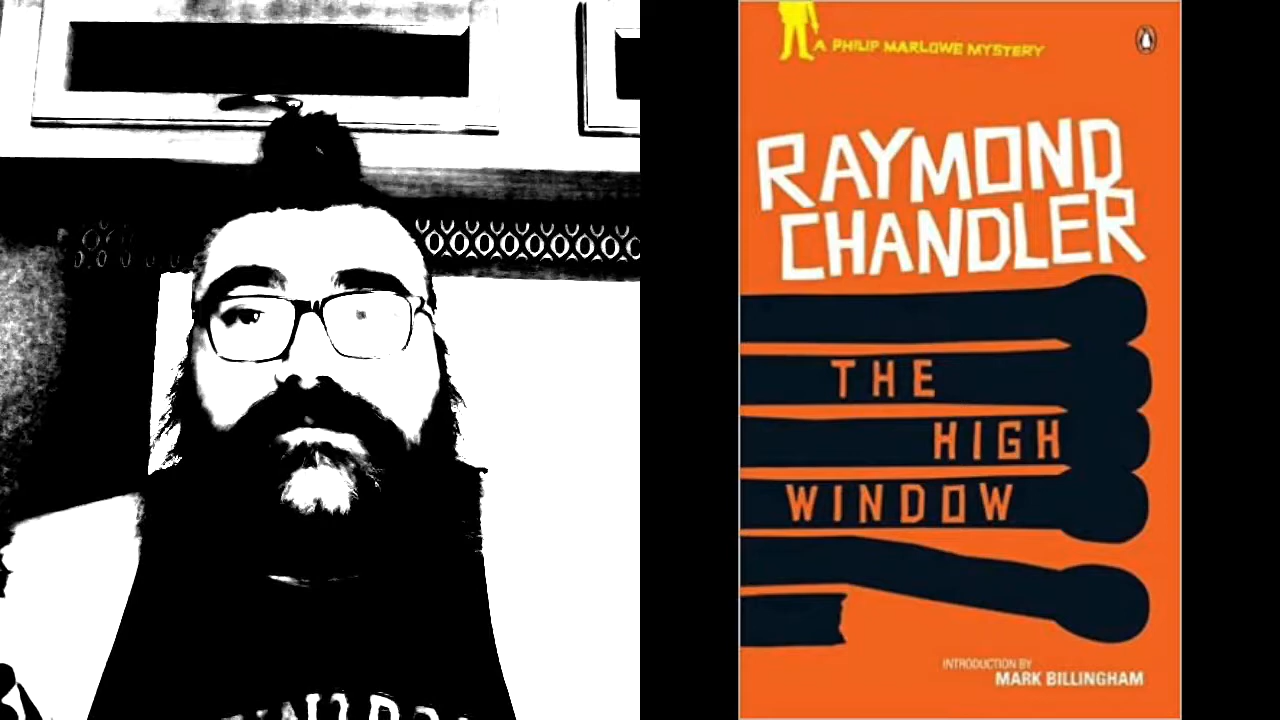 A PHILIP MARLOWE MYSTERY
RAYMOND
CHANDLER
THE
HIGH
WINDOW
INTRODUCTION BY
MARK BILLINGHAM